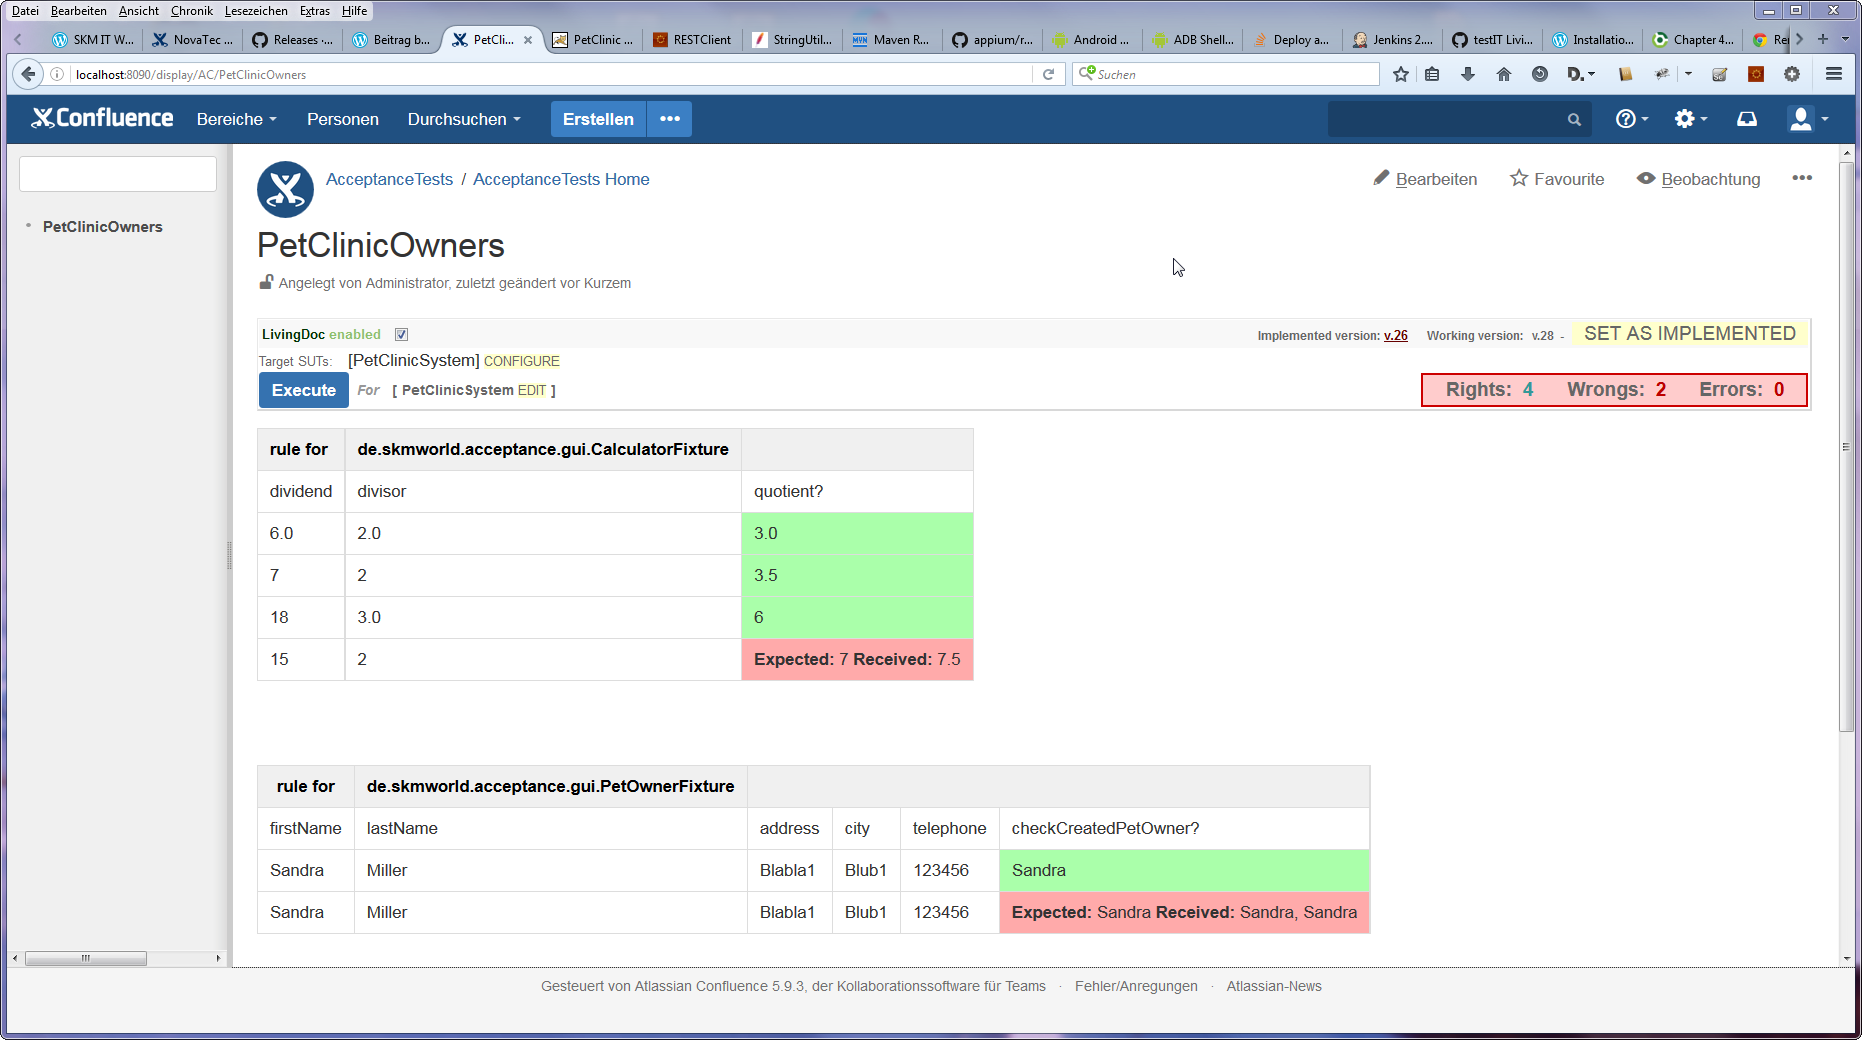 Datei Bearbeiten Ansicht Chronik Lesezeichen Extras Hilfe
SKM IT W... NovaTec ... Releases ·... Beitrag b... PetCli... PetClinic ... RESTClient StringUtil... Maven R... appium/r... Android ... ADB Shell... Deploy a... Jenkins 2.... testIT Livi... Installatio... Chapter 4... Re
localhost:8090/display/AC/PetClinicOwners Suchen
Confluence Bereiche Personen Durchsuchen Erstellen •••
AcceptanceTests / AcceptanceTests Home Bearbeiten Favourite Beobachtung •••
PetClinicOwners
PetClinicOwners
Angelegt von Administrator, zuletzt geändert vor Kurzem
LivingDoc enabled Implemented version: v.26 Working version: v.28 - SET AS IMPLEMENTED
Target SUTs: [PetClinicSystem] CONFIGURE
Execute For [ PetClinicSystem EDIT ] Rights: 4 Wrongs: 2 Errors: 0
rule for de.skmworld.acceptance.gui.CalculatorFixture
dividend divisor quotient?
6.0 2.0 3.0
7 2 3.5
18 3.0 6
15 2 Expected: 7 Received: 7.5
rule for de.skmworld.acceptance.gui.PetOwnerFixture
firstName lastName address city telephone checkCreatedPetOwner?
Sandra Miller Blabla1 Blub1 123456 Sandra
Sandra Miller Blabla1 Blub1 123456 Expected: Sandra Received: Sandra, Sandra
Gesteuert von Atlassian Confluence 5.9.3, der Kollaborationssoftware für Teams · Fehler/Anregungen · Atlassian-News